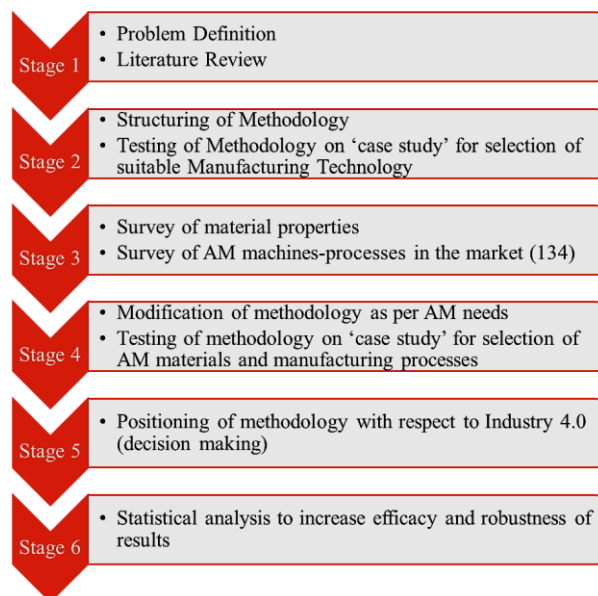 Stage 1
• Problem Definition
• Literature Review
Stage 2
• Structuring of Methodology
• Testing of Methodology on ‘case study’ for selection of
suitable Manufacturing Technology
Stage 3
• Survey of material properties
• Survey of AM machines-processes in the market (134)
Stage 4
• Modification of methodology as per AM needs
• Testing of methodology on ‘case study’ for selection of
AM materials and manufacturing processes
Stage 5
• Positioning of methodology with respect to Industry 4.0
(decision making)
Stage 6
• Statistical analysis to increase efficacy and robustness of
results